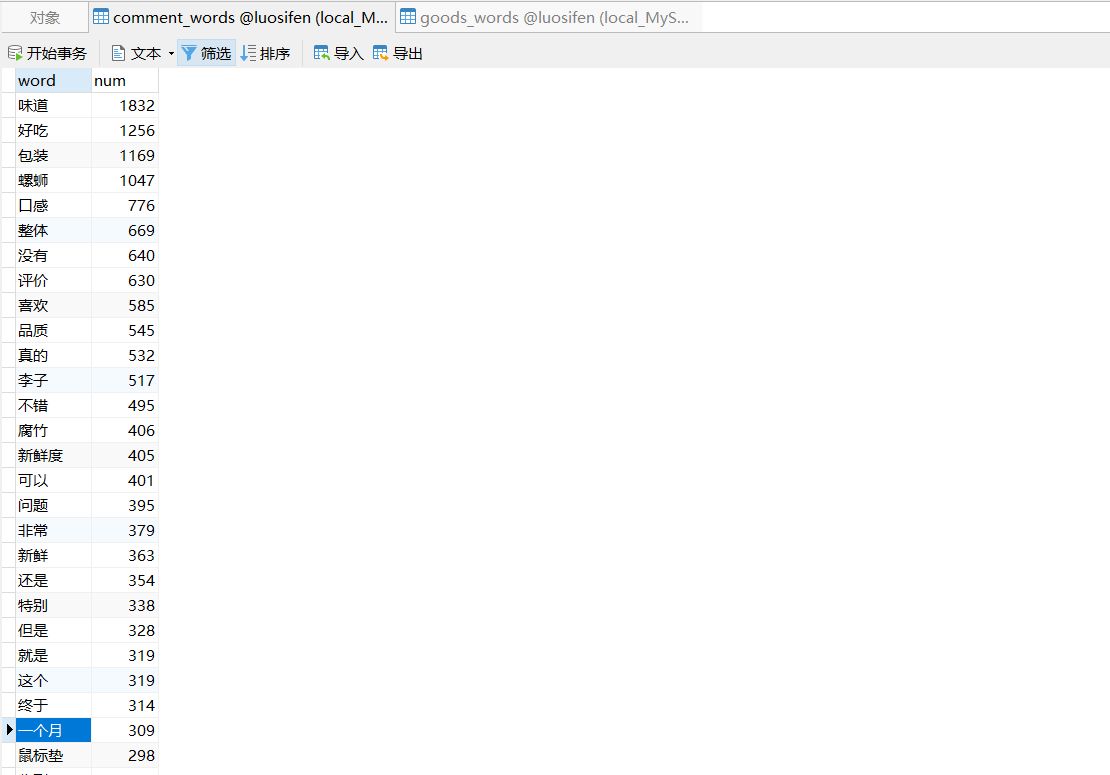 对象 comment_words @luosifen (local_M... goods_words @luosifen (local_MyS...
开始事务 文本 筛选 排序 导入 导出
word num
味道 1832
好吃 1256
包装 1169
螺蛳 1047
口感 776
整体 669
没有 640
评价 630
喜欢 585
品质 545
真的 532
李子 517
不错 495
腐竹 406
新鲜度 405
可以 401
问题 395
非常 379
新鲜 363
还是 354
特别 338
但是 328
就是 319
这个 319
终于 314
一个月 309
鼠标垫 298